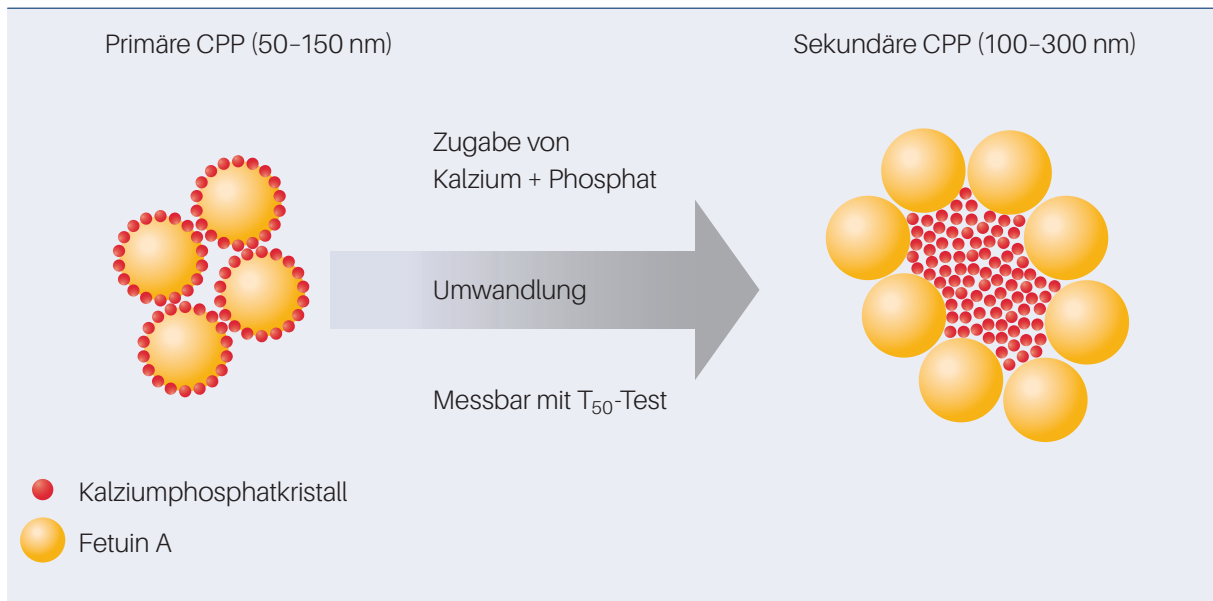 Primäre CPP (50–150 nm)
Sekundäre CPP (100–300 nm)
Zugabe von
Kalzium + Phosphat
Umwandlung
Messbar mit T₅₀-Test
Kalziumphosphatkristall
Fetuin A